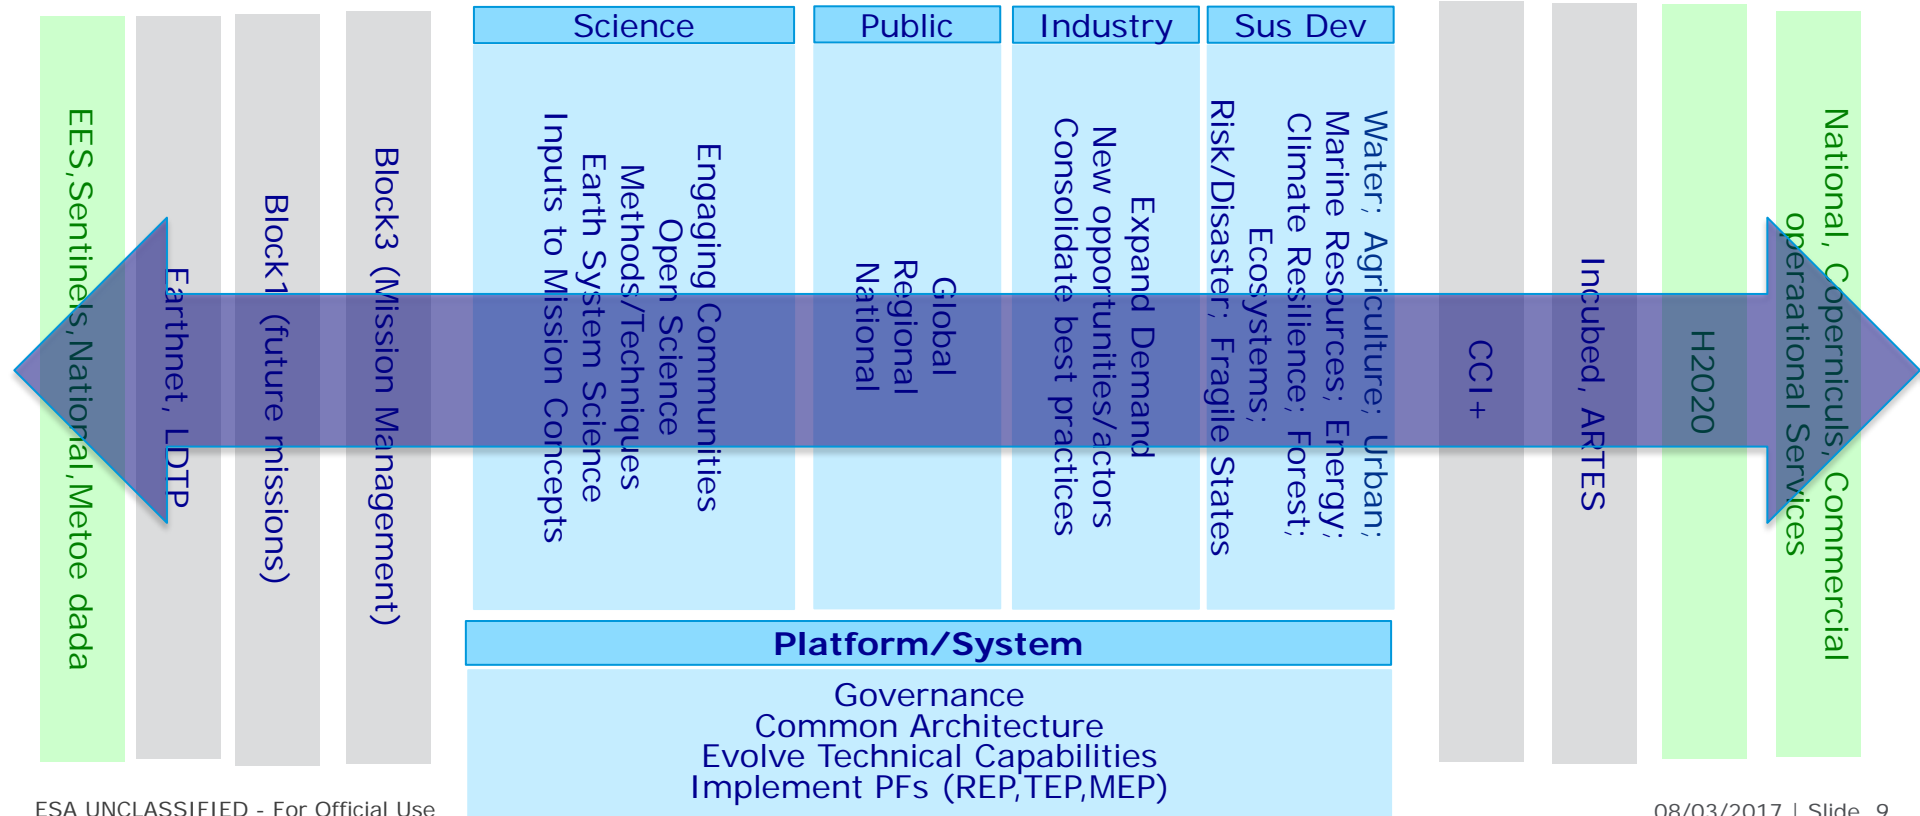 EES,Sentinels,National,Metoe dada
Earthnet, LDTP
Block1 (future missions)
Block3 (Mission Management)
Science
Engaging Communities
Open Science
Methods/Techniques
Earth System Science
Inputs to Mission Concepts
Public
Global
Regional
National
Industry
Expand Demand
New opportunities/actors
Consolidate best practices
Sus Dev
Water; Agriculture; Urban;
Marine Resources; Energy;
Climate Resilience; Forest;
Ecosystems;
Risk/Disaster; Fragile States
CCI+
Incubed, ARTES
H2020
National, Coperniculs, Commercial
operaational Services
Platform/System
Governance
Common Architecture
Evolve Technical Capabilities
Implement PFs (REP,TEP,MEP)
ESA UNCLASSIFIED - For Official Use
08/03/2017 | Slide 9